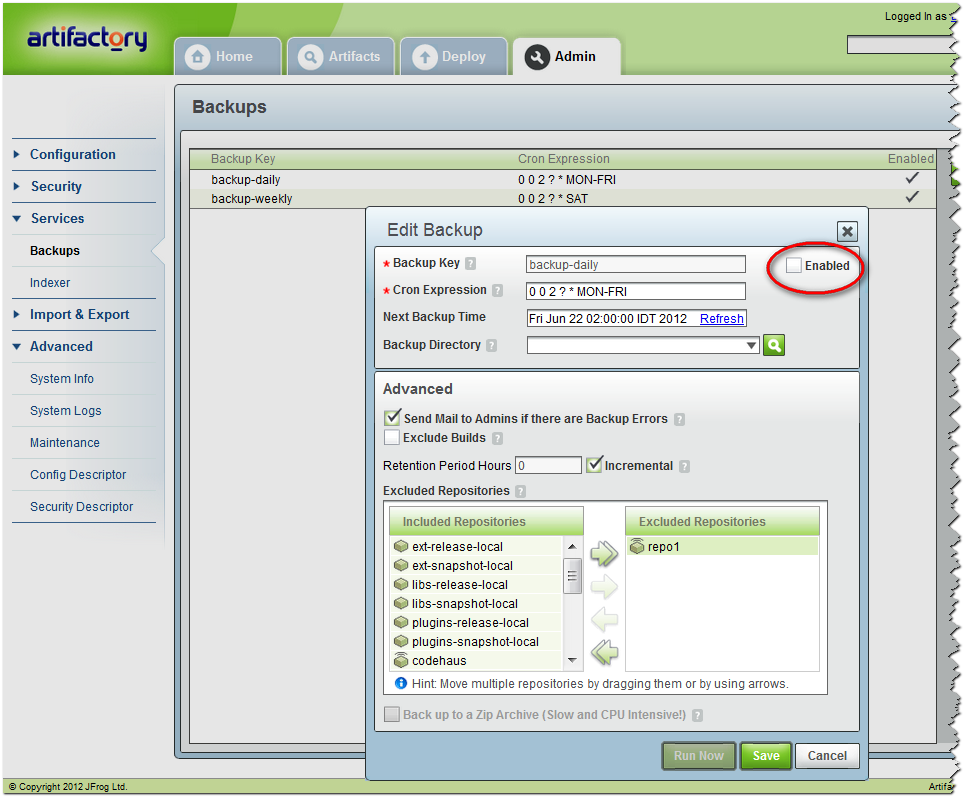 artifactory
Logged In as
Home
Artifacts
Deploy
Admin
Backups
Configuration
Security
Services
Backups
Indexer
Import & Export
Advanced
System Info
System Logs
Maintenance
Config Descriptor
Security Descriptor
Backup Key Cron Expression Enabled
backup-daily 0 0 2 ? * MON-FRI
backup-weekly 0 0 2 ? * SAT
Edit Backup
* Backup Key ? backup-daily Enabled
* Cron Expression ? 0 0 2 ? * MON-FRI
Next Backup Time Fri Jun 22 02:00:00 IDT 2012 Refresh
Backup Directory ?
Advanced
Send Mail to Admins if there are Backup Errors ?
Exclude Builds ?
Retention Period Hours 0 Incremental ?
Excluded Repositories ?
Included Repositories
ext-release-local
ext-snapshot-local
libs-release-local
libs-snapshot-local
plugins-release-local
plugins-snapshot-local
codehaus
Excluded Repositories
repo1
Hint: Move multiple repositories by dragging them or by using arrows.
Back up to a Zip Archive (Slow and CPU Intensive!) ?
Run Now Save Cancel
© Copyright 2012 JFrog Ltd.